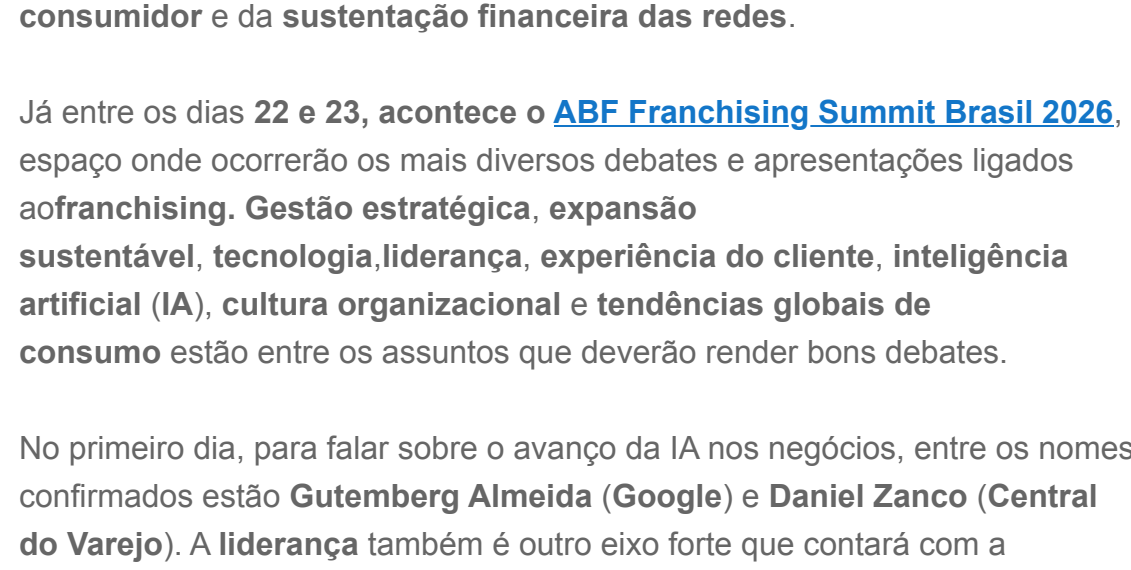 consumidor e da sustentação financeira das redes.
Já entre os dias 22 e 23, acontece o ABF Franchising Summit Brasil 2026,
espaço onde ocorrerão os mais diversos debates e apresentações ligados
aofranchising. Gestão estratégica, expansão
sustentável, tecnologia,liderança, experiência do cliente, inteligência
artificial (IA), cultura organizacional e tendências globais de
consumo estão entre os assuntos que deverão render bons debates.
No primeiro dia, para falar sobre o avanço da IA nos negócios, entre os nomes
confirmados estão Gutemberg Almeida (Google) e Daniel Zanco (Central
do Varejo). A liderança também é outro eixo forte que contará com a